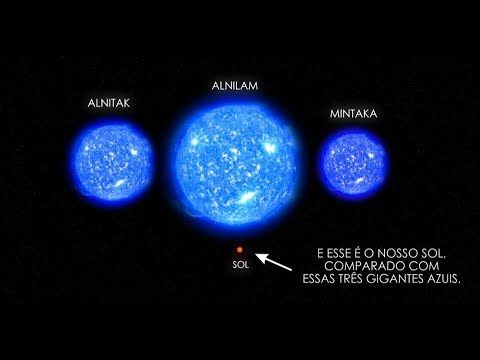 ALNILAM
ALNITAK
MINTAKA
SOL
E ESSE É O NOSSO SOL,
COMPARADO COM
ESSAS TRÊS GIGANTES AZUIS.